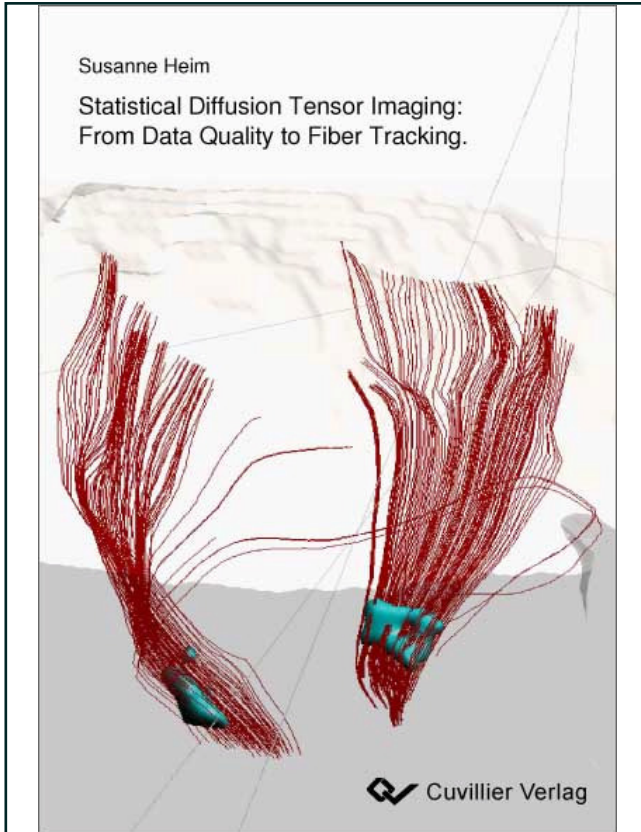 Susanne Heim
Statistical Diffusion Tensor Imaging:
From Data Quality to Fiber Tracking.
Cuvillier Verlag